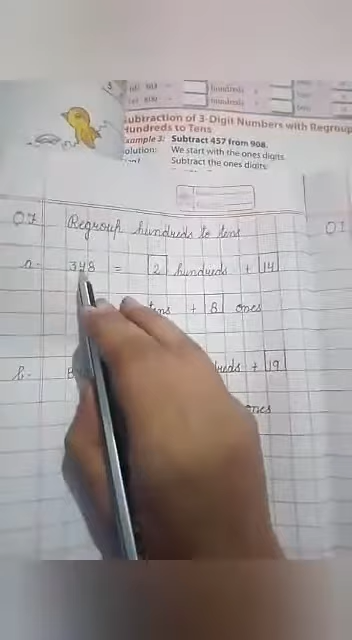 hundreds
hundreds
Subtraction of 3-Digit Numbers with Regroup
Hundreds to Tens
Example 3: Subtract 457 from 908.
Solution: We start with the ones digits.
Subtract the ones digits.
Q7 Regroup hundreds to tens
a- 348 = 2 hundreds + 14
tens + 8 ones
b- + 19
ones